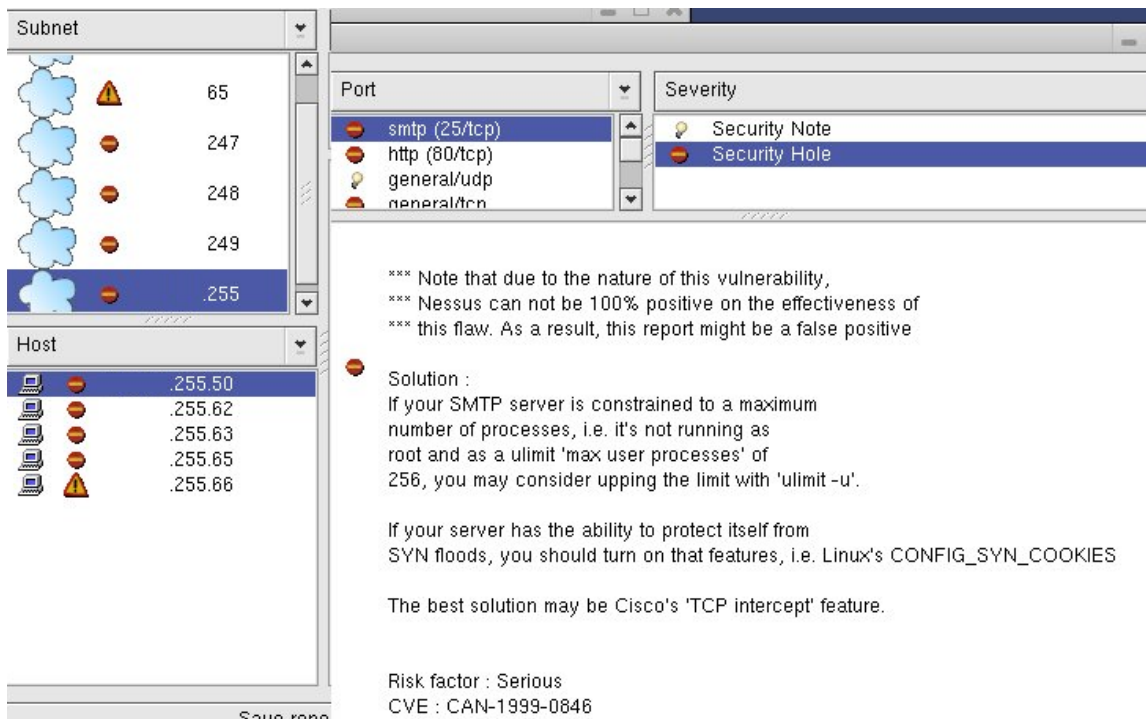 Subnet
65
247
248
249
.255
Host
.255.50
.255.62
.255.63
.255.65
.255.66
Port
smtp (25/tcp)
http (80/tcp)
general/udp
general/tcp
Severity
Security Note
Security Hole
*** Note that due to the nature of this vulnerability,
*** Nessus can not be 100% positive on the effectiveness of
*** this flaw. As a result, this report might be a false positive
Solution :
If your SMTP server is constrained to a maximum
number of processes, i.e. it's not running as
root and as a ulimit 'max user processes' of
256, you may consider upping the limit with 'ulimit -u'.
If your server has the ability to protect itself from
SYN floods, you should turn on that features, i.e. Linux's CONFIG_SYN_COOKIES
The best solution may be Cisco's 'TCP intercept' feature.
Risk factor : Serious
CVE : CAN-1999-0846